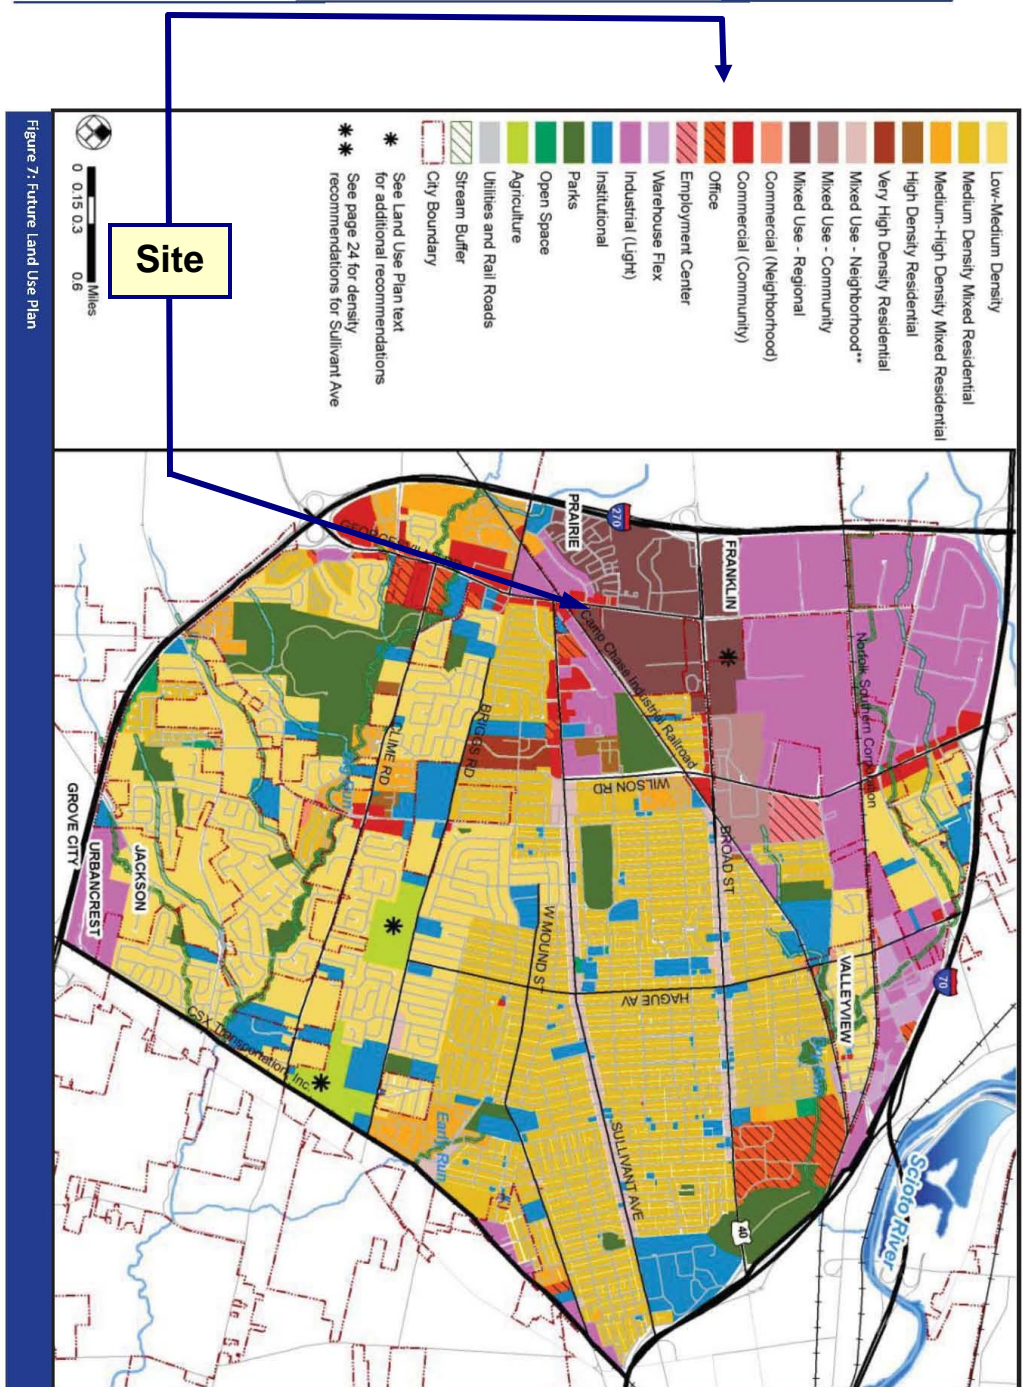 Site
Figure 7: Future Land Use Plan
Low-Medium Density
Medium Density Mixed Residential
Medium-High Density Mixed Residential
High Density Residential
Very High Density Residential
Mixed Use - Neighborhood**
Mixed Use - Community
Mixed Use - Regional
Commercial (Neighborhood)
Commercial (Community)
Office
Employment Center
Warehouse Flex
Industrial (Light)
Institutional
Parks
Open Space
Agriculture
Utilities and Rail Roads
Stream Buffer
City Boundary
* See Land Use Plan text
for additional recommendations
** See page 24 for density
recommendations for Sullivant Ave
0 0.15 0.3 0.6
Miles
270
PRAIRIE
FRANKLIN
Camp Chase Industrial Railroad
Norfolk Southern Corporation
*
BRIGGS RD
CLIME RD
WILSON RD
BROAD ST
GROVE CITY
URBANCREST
JACKSON
*
W MOUND ST
HAGUE AV
VALLEYVIEW
70
CSX Transportation, Inc.
*
Early Run
SULLIVANT AVE
40
Scioto River